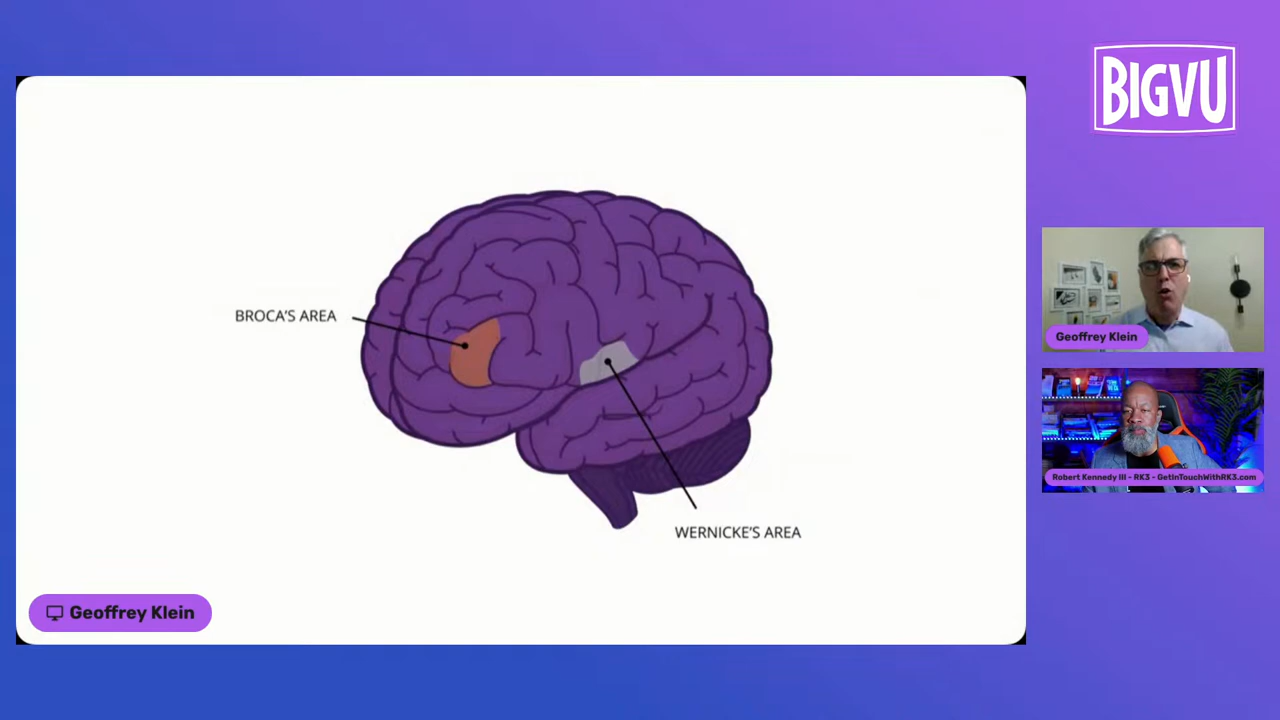 BIGVU
BROCA'S AREA
WERNICKE'S AREA
Geoffrey Klein
Geoffrey Klein
Robert Kennedy III - RK3 - GetInTouchWithRK3.com